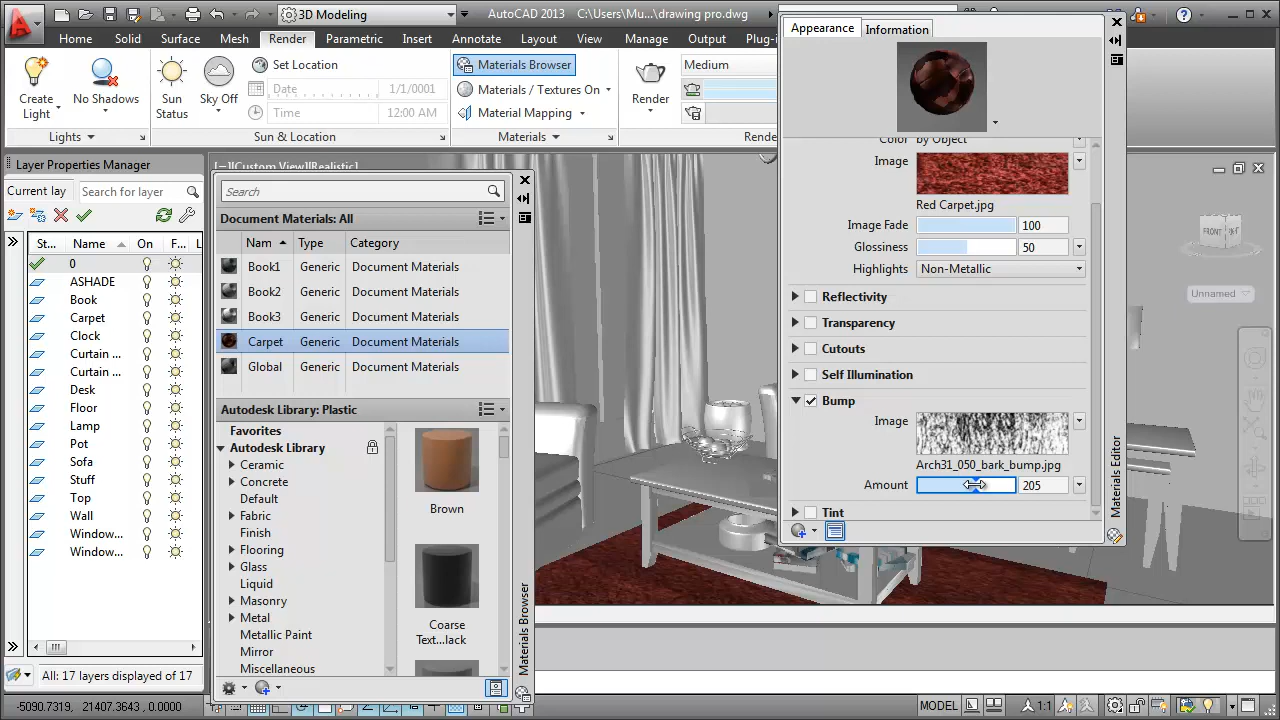 3D Modeling
AutoCAD 2013 C:\Users\Mu...\drawing pro.dwg
Home Solid Surface Mesh Render Parametric Insert Annotate Layout View Manage Output Plug-i
Create
Light
No Shadows
Lights
Sun
Status
Sky Off
Set Location
Date 1/1/0001
Time 12:00 AM
Sun & Location
Materials Browser
Materials / Textures On
Material Mapping
Materials
Render
Medium
Rende
Layer Properties Manager
Current lay
Search for layer
St... Name On F... L
0
ASHADE
Book
Carpet
Clock
Curtain ...
Curtain ...
Desk
Floor
Lamp
Pot
Sofa
Stuff
Top
Wall
Window...
Window...
All: 17 layers displayed of 17
[−][Custom View][Realistic]
Search
Document Materials: All
Nam Type Category
Book1 Generic Document Materials
Book2 Generic Document Materials
Book3 Generic Document Materials
Carpet Generic Document Materials
Global Generic Document Materials
Autodesk Library: Plastic
Favorites
Autodesk Library
Ceramic
Concrete
Default
Fabric
Finish
Flooring
Glass
Liquid
Masonry
Metal
Metallic Paint
Mirror
Miscellaneous
Brown
Coarse
Text...lack
Materials Browser
Appearance Information
Color by Object
Image
Red Carpet.jpg
Image Fade 100
Glossiness 50
Highlights Non-Metallic
Reflectivity
Transparency
Cutouts
Self Illumination
Bump
Image
Arch31_050_bark_bump.jpg
Amount 205
Tint
Materials Editor
FRONT
Unnamed
-5090.7319, 21407.3643, 0.0000
MODEL
1:1